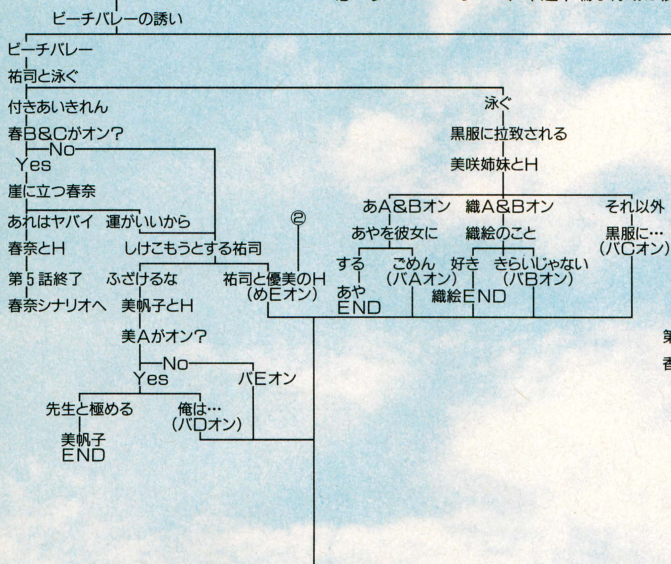 ビーチバレーの誘い
ビーチバレー
祐司と泳ぐ
付きあいきれん
春B&Cがオン?
No
Yes
崖に立つ春奈
あれはヤバイ 運がいいから
春奈とH
しけこもうとする祐司
②
第5話終了
ふざけるな
祐司と優美のH
(めEオン)
春奈シナリオへ
美帆子とH
美Aがオン?
No
Yes
バEオン
先生と極める
俺は…
(バDオン)
美帆子
END
泳ぐ
黒服に拉致される
美咲姉妹とH
あA&Bオン 織A&Bオン それ以外
あやを彼女に
織絵のこと
黒服に…
(バCオン)
する
ごめん
(バAオン)
好き
きらいじゃない
(バBオン)
あや
END
織絵END
第
香